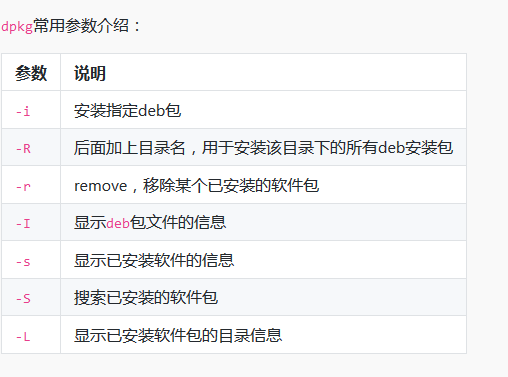 dpkg常用参数介绍：
参数 说明
-i 安装指定deb包
-R 后面加上目录名，用于安装该目录下的所有deb安装包
-r remove，移除某个已安装的软件包
-I 显示deb包文件的信息
-s 显示已安装软件的信息
-S 搜索已安装的软件包
-L 显示已安装软件包的目录信息